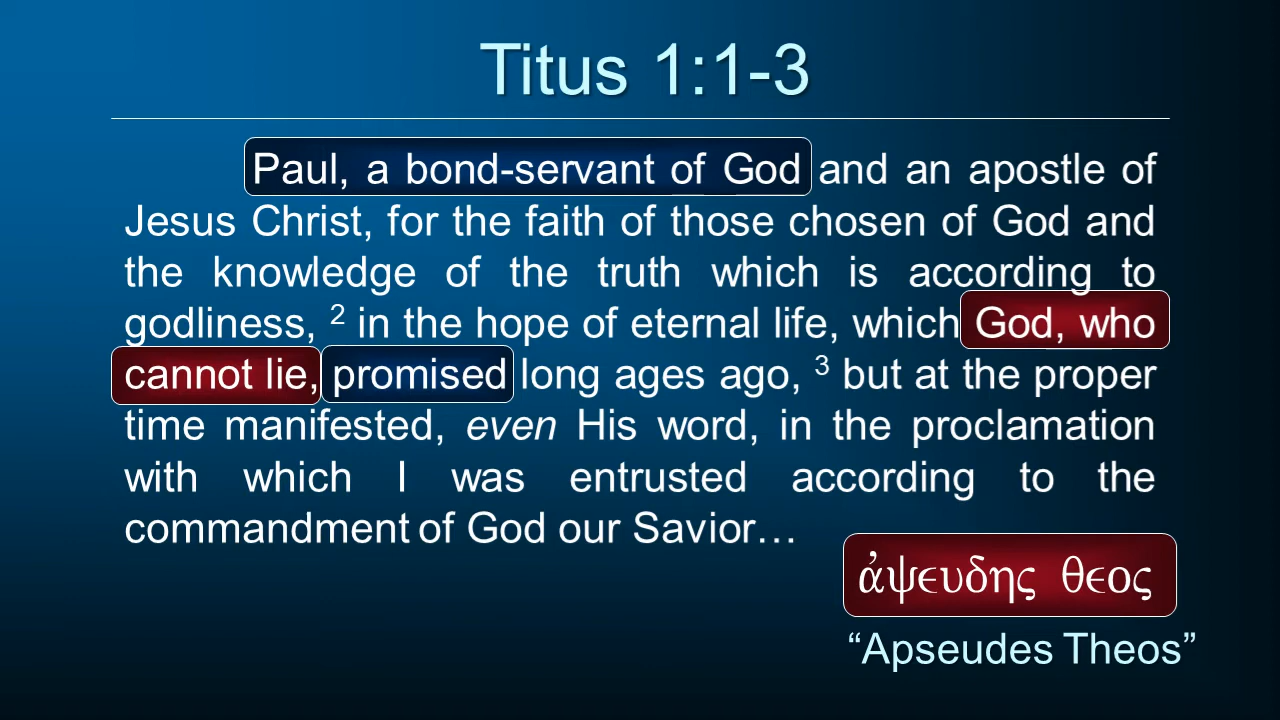 Titus 1:1-3
Paul, a bond-servant of God and an apostle of
Jesus Christ, for the faith of those chosen of God and
the knowledge of the truth which is according to
godliness, ² in the hope of eternal life, which God, who
cannot lie, promised long ages ago, ³ but at the proper
time manifested, even His word, in the proclamation
with which I was entrusted according to the
commandment of God our Savior…
ἀψευδης θεος
“Apseudes Theos”